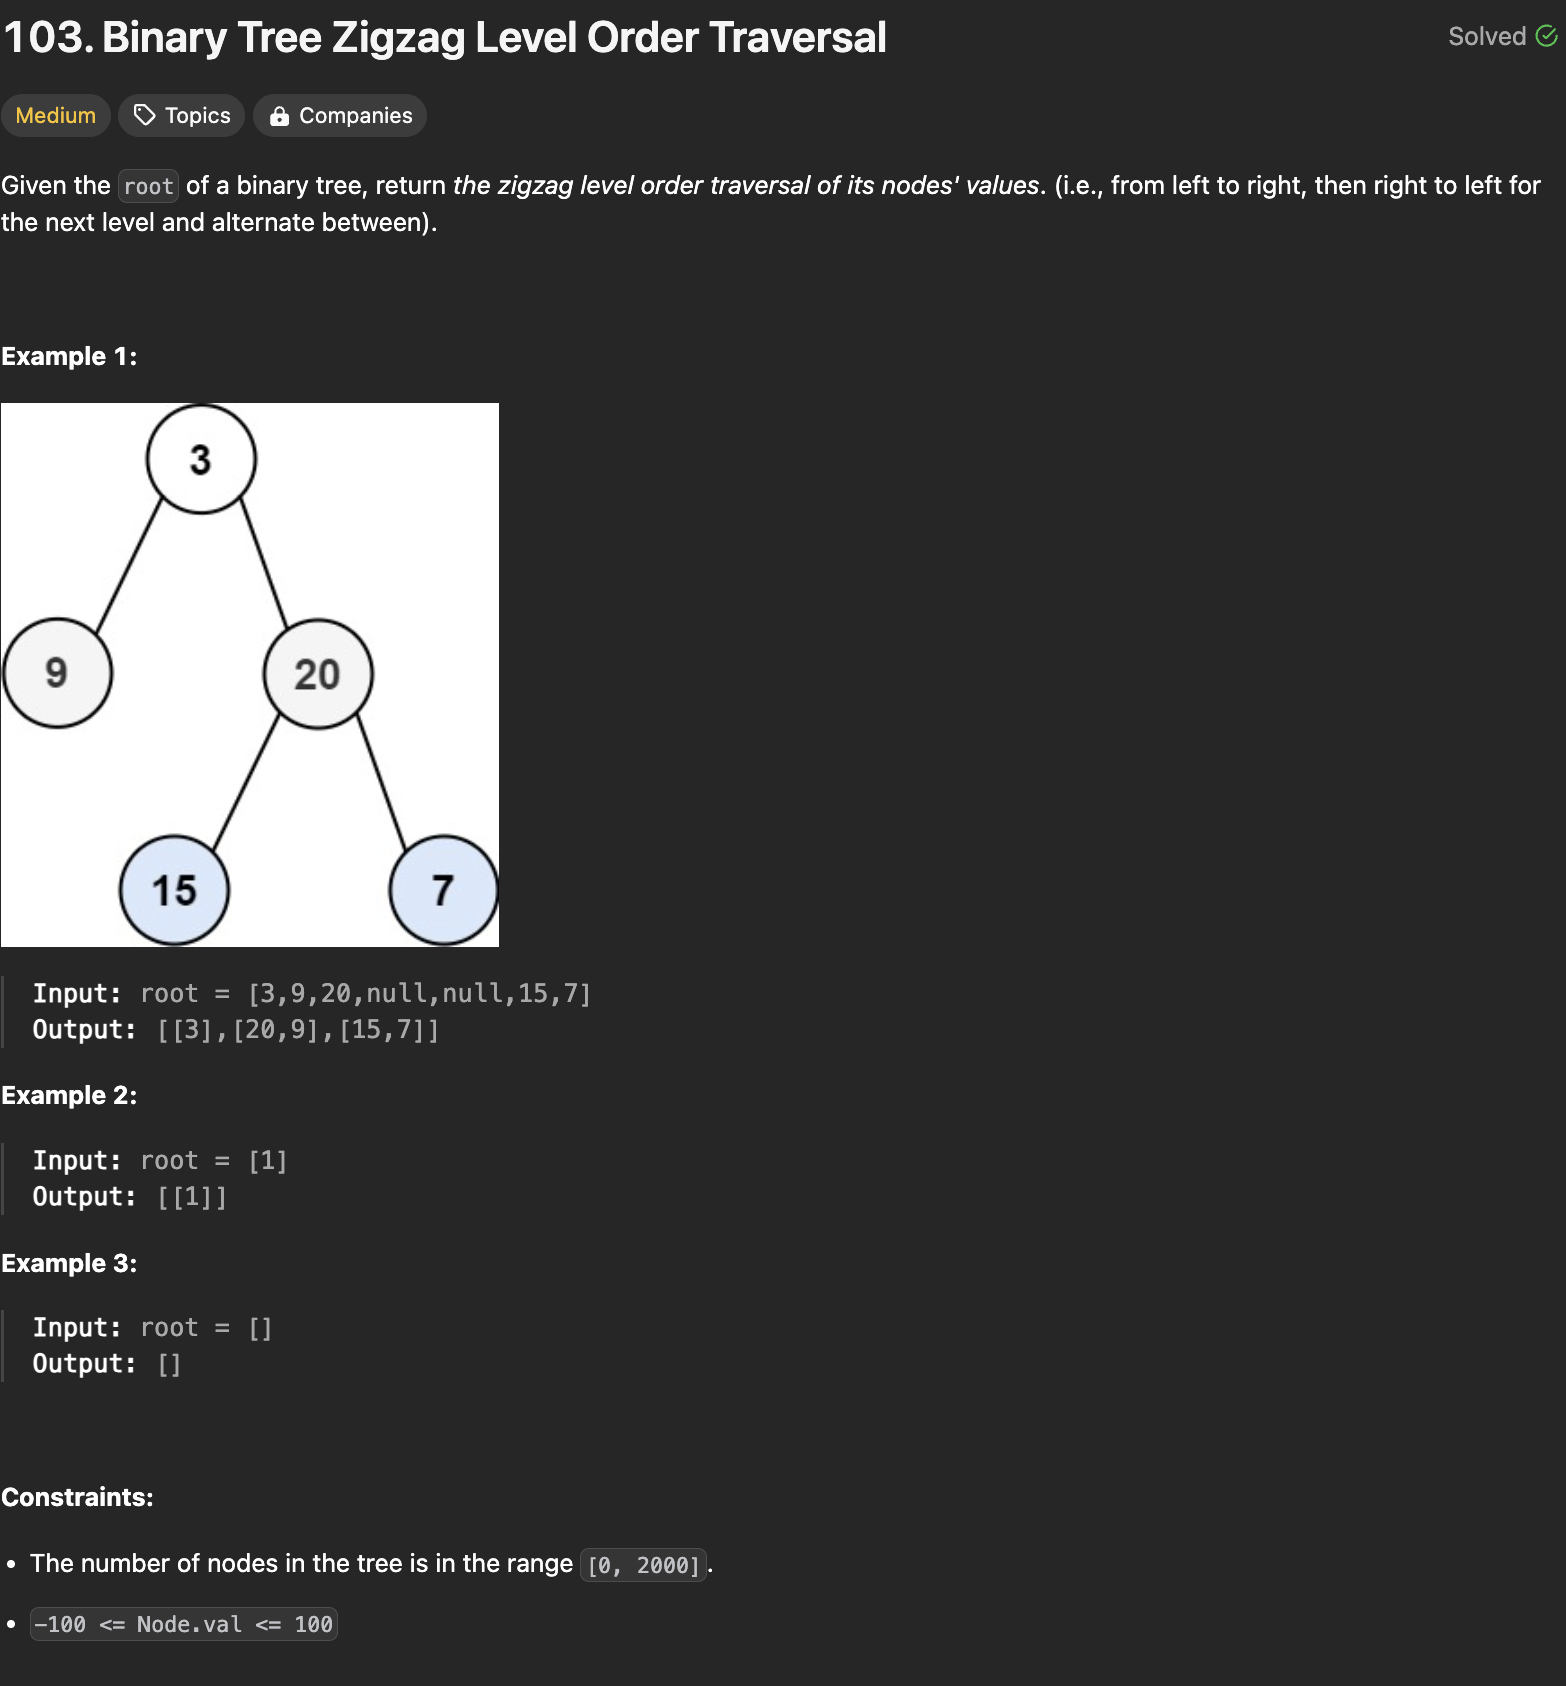 103. Binary Tree Zigzag Level Order Traversal
Solved
Medium
Topics
Companies
Given the root of a binary tree, return the zigzag level order traversal of its nodes' values. (i.e., from left to right, then right to left for
the next level and alternate between).
Example 1:
3
9
20
15
7
Input: root = [3,9,20,null,null,15,7]
Output: [[3],[20,9],[15,7]]
Example 2:
Input: root = [1]
Output: [[1]]
Example 3:
Input: root = []
Output: []
Constraints:
• The number of nodes in the tree is in the range [0, 2000].
• -100 <= Node.val <= 100